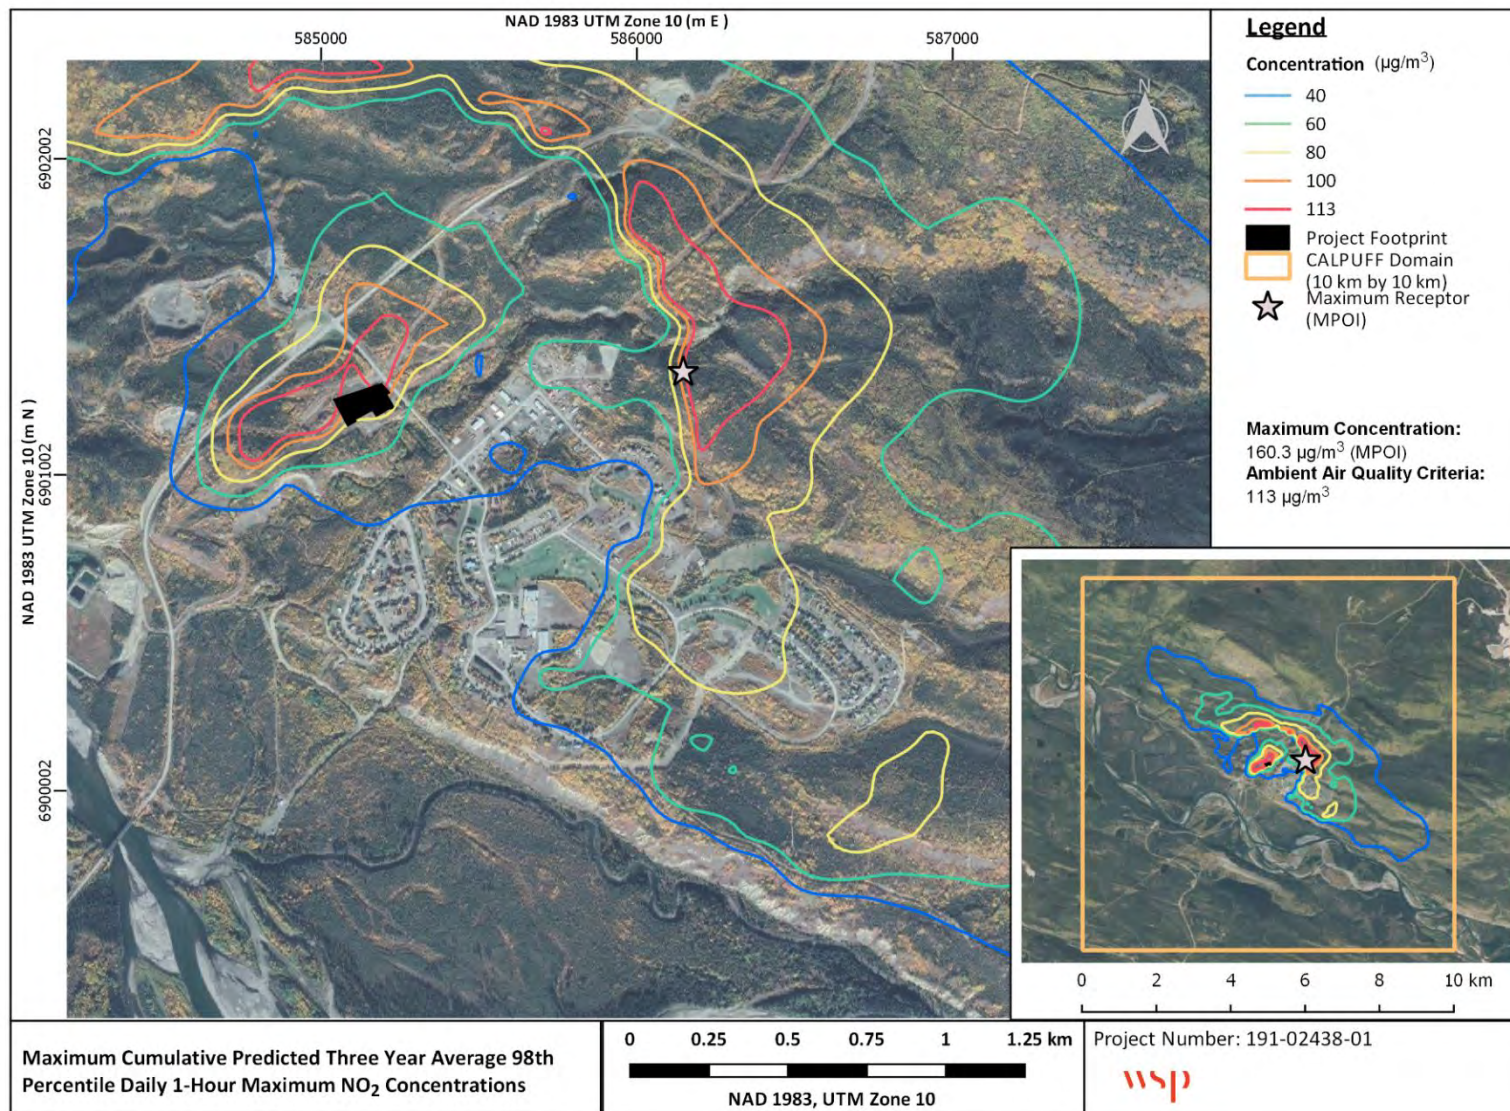 NAD 1983 UTM Zone 10 (m E)
585000 586000 587000
NAD 1983 UTM Zone 10 (m N)
6902002
6901002
6900002
N
Legend
Concentration (µg/m³)
40
60
80
100
113
Project Footprint
CALPUFF Domain
(10 km by 10 km)
Maximum Receptor
(MPOI)
Maximum Concentration:
160.3 µg/m³ (MPOI)
Ambient Air Quality Criteria:
113 µg/m³
0 2 4 6 8 10 km
Maximum Cumulative Predicted Three Year Average 98th
Percentile Daily 1-Hour Maximum NO₂ Concentrations
0 0.25 0.5 0.75 1 1.25 km
NAD 1983, UTM Zone 10
Project Number: 191-02438-01
wsp